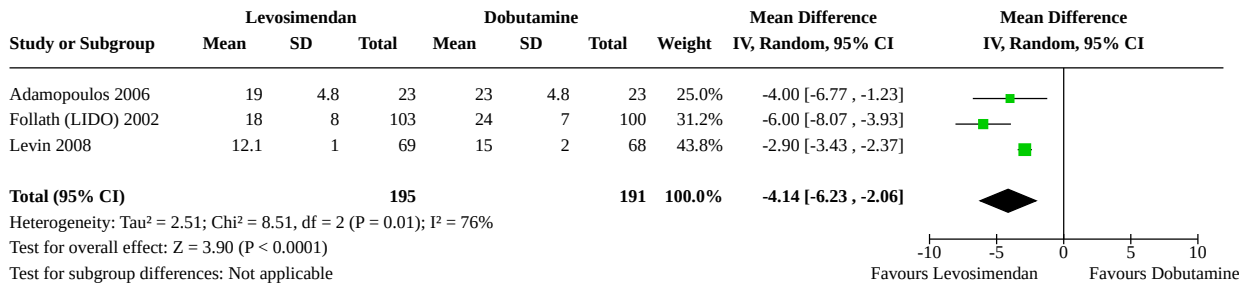 Levosimendan Dobutamine Mean Difference Mean Difference
Study or Subgroup Mean SD Total Mean SD Total Weight IV, Random, 95% CI IV, Random, 95% CI
Adamopoulos 2006 19 4.8 23 23 4.8 23 25.0% -4.00 [-6.77 , -1.23]
Follath (LIDO) 2002 18 8 103 24 7 100 31.2% -6.00 [-8.07 , -3.93]
Levin 2008 12.1 1 69 15 2 68 43.8% -2.90 [-3.43 , -2.37]
Total (95% CI) 195 191 100.0% -4.14 [-6.23 , -2.06]
Heterogeneity: Tau² = 2.51; Chi² = 8.51, df = 2 (P = 0.01); I² = 76%
Test for overall effect: Z = 3.90 (P < 0.0001)
-10 -5 0 5 10
Test for subgroup differences: Not applicable
Favours Levosimendan Favours Dobutamine